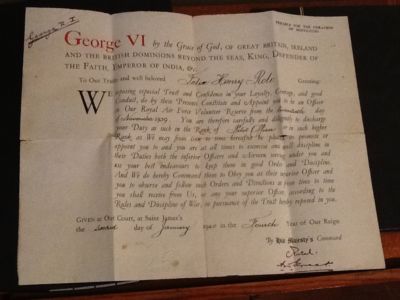 George R. I.
GEORGE VI by the Grace of God, OF GREAT BRITAIN, IRELAND
AND THE BRITISH DOMINIONS BEYOND THE SEAS, KING, DEFENDER OF
THE FAITH, EMPEROR OF INDIA, &c.
To Our Trusty and well beloved Henry Greeting:
WE reposing especial Trust and Confidence in your Loyalty, Courage, and good
Conduct, do by these Presents Constitute and Appoint you to be an Officer
in Our Royal Air Force Volunteer Reserve from the day
of November 1939. You are therefore carefully and diligently to discharge
your Duty as such in the Rank of Pilot Officer or in such higher
Rank as We may from time to time hereafter be pleased to promote or
appoint you to and you are at all times to exercise and well discipline in
their Duties both the inferior Officers and Airmen serving under you and
use your best endeavours to keep them in good Order and Discipline.
And We do hereby Command them to Obey you as their superior Officer and
you to observe and follow such Orders and Directions as from time to time
you shall receive from Us, or any your superior Officer, according to the
Rules and Discipline of War, in pursuance of the Trust hereby reposed in you.
GIVEN at Our Court, at Saint James's
the second day of January 1940 in the Fourth Year of Our Reign
By His Majesty's Command